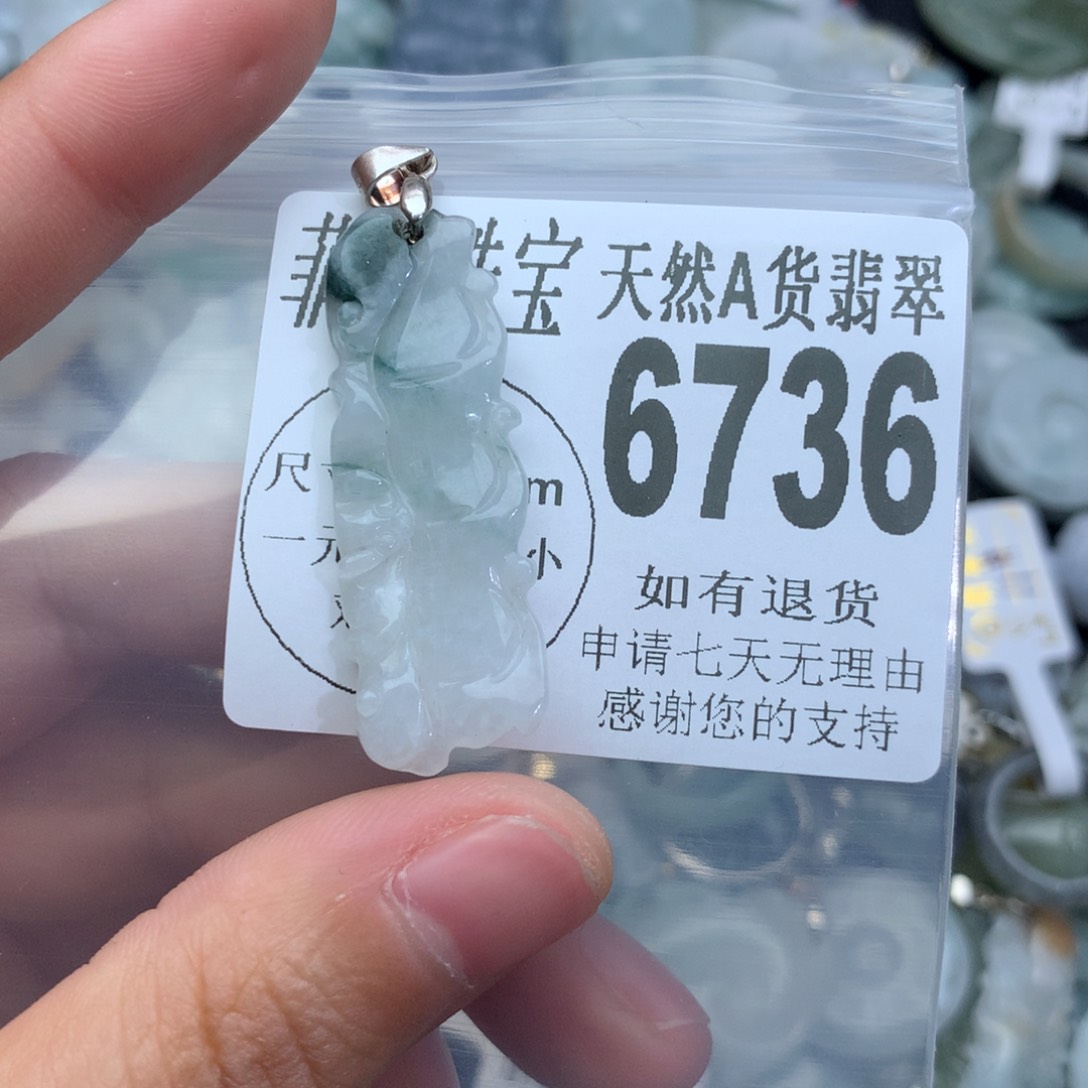 宝 天然A货翡翠
6736
尺 m
一元 小
如有退货
申请七天无理由
感谢您的支持